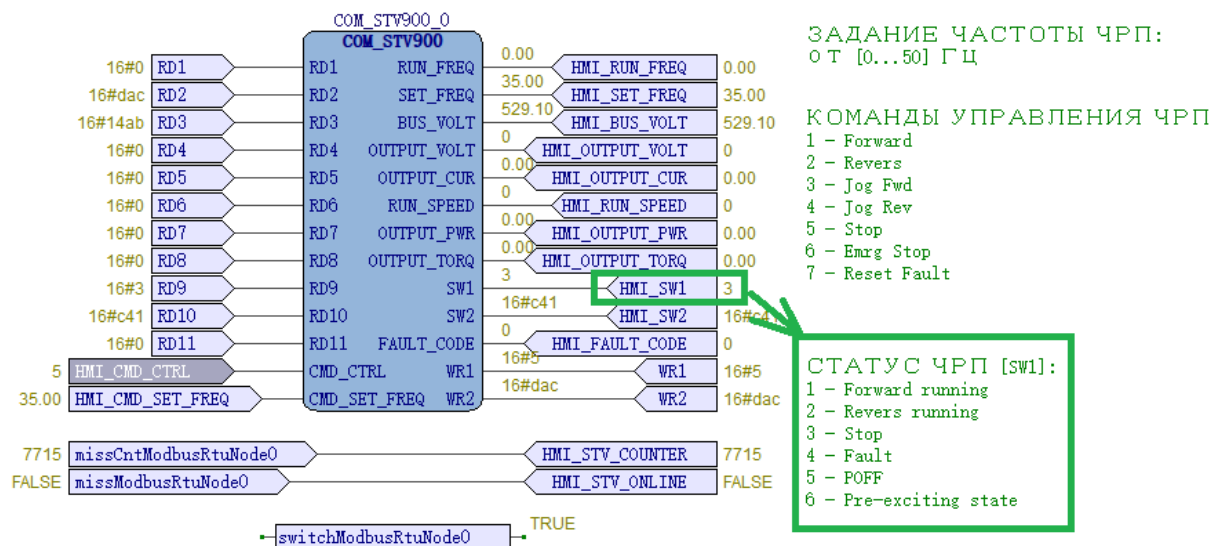 COM_STV900_0
COM_STV900
16#0 RD1 RD1 RUN_FREQ 0.00 HMI_RUN_FREQ 0.00
16#dac RD2 RD2 SET_FREQ 35.00 HMI_SET_FREQ 35.00
16#14ab RD3 RD3 BUS_VOLT 529.10 HMI_BUS_VOLT 529.10
16#0 RD4 RD4 OUTPUT_VOLT 0 HMI_OUTPUT_VOLT 0
16#0 RD5 RD5 OUTPUT_CUR 0.00 HMI_OUTPUT_CUR 0.00
16#0 RD6 RD6 RUN_SPEED 0 HMI_RUN_SPEED 0
16#0 RD7 RD7 OUTPUT_PWR 0.00 HMI_OUTPUT_PWR 0.00
16#0 RD8 RD8 OUTPUT_TORQ 0.00 HMI_OUTPUT_TORQ 0.00
16#3 RD9 RD9 SW1 3 HMI_SW1 3
16#c41 RD10 RD10 SW2 16#c41 HMI_SW2 16#c41
16#0 RD11 RD11 FAULT_CODE 0 HMI_FAULT_CODE 0
5 HMI_CMD_CTRL CMD_CTRL WR1 16#5 WR1 16#5
35.00 HMI_CMD_SET_FREQ CMD_SET_FREQ WR2 16#dac WR2 16#dac
7715 missCntModbusRtuNode0 HMI_STV_COUNTER 7715
FALSE missModbusRtuNode0 HMI_STV_ONLINE FALSE
switchModbusRtuNode0 TRUE
ЗАДАНИЕ ЧАСТОТЫ ЧРП:
от [0...50] Гц
КОМАНДЫ УПРАВЛЕНИЯ ЧРП
1 - Forward
2 - Revers
3 - Jog Fwd
4 - Jog Rev
5 - Stop
6 - Emrg Stop
7 - Reset Fault
СТАТУС ЧРП [SW1]:
1 - Forward running
2 - Revers running
3 - Stop
4 - Fault
5 - POFF
6 - Pre-exciting state